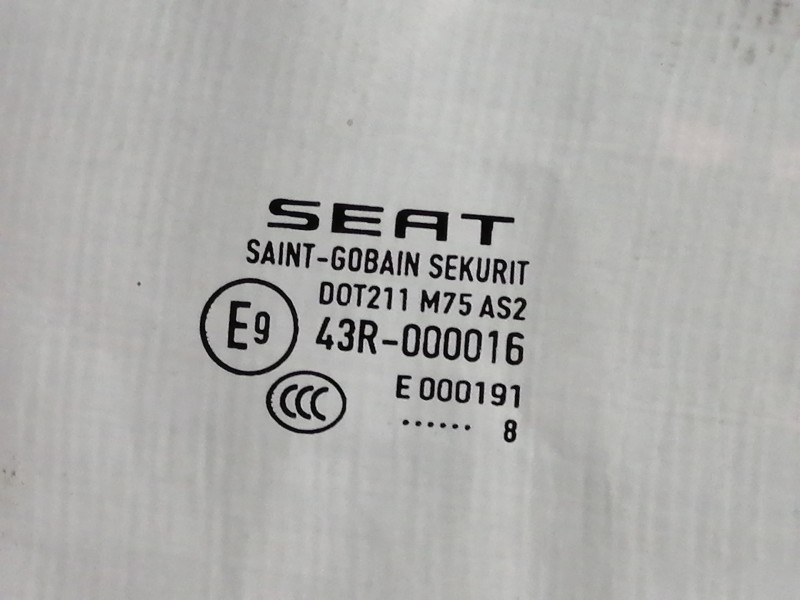 SEAT
SAINT-GOBAIN SEKURIT
DOT211 M75 AS2
E9 43R-000016
CCC E 000191
...... 8